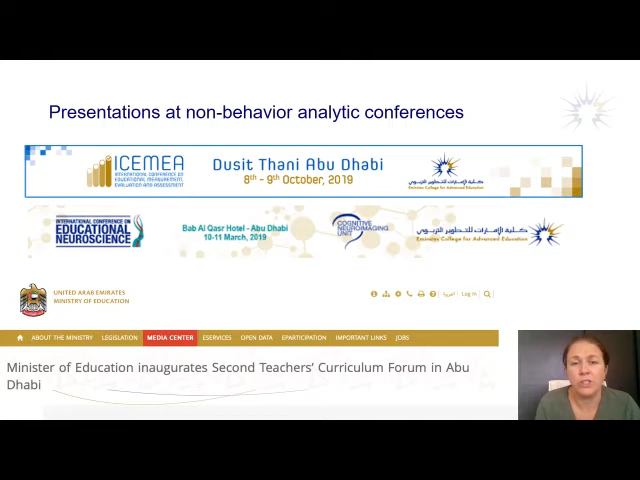 Presentations at non-behavior analytic conferences
ICEMEA
INTERNATIONAL CONFERENCE ON
EDUCATIONAL MEASUREMENT,
EVALUATION AND ASSESSMENT
Dusit Thani Abu Dhabi
8th - 9th October, 2019
كلية الإمارات للتطوير التربوي
Emirates College for Advanced Education
INTERNATIONAL CONFERENCE ON
EDUCATIONAL
NEUROSCIENCE
Bab Al Qasr Hotel - Abu Dhabi
10-11 March, 2019
COGNITIVE
NEUROIMAGING
UNIT
كلية الإمارات للتطوير التربوي
Emirates College for Advanced Education
UNITED ARAB EMIRATES
MINISTRY OF EDUCATION
العربية
Log In
ABOUT THE MINISTRY LEGISLATION MEDIA CENTER ESERVICES OPEN DATA EPARTICIPATION IMPORTANT LINKS JOBS
Minister of Education inaugurates Second Teachers’ Curriculum Forum in Abu
Dhabi